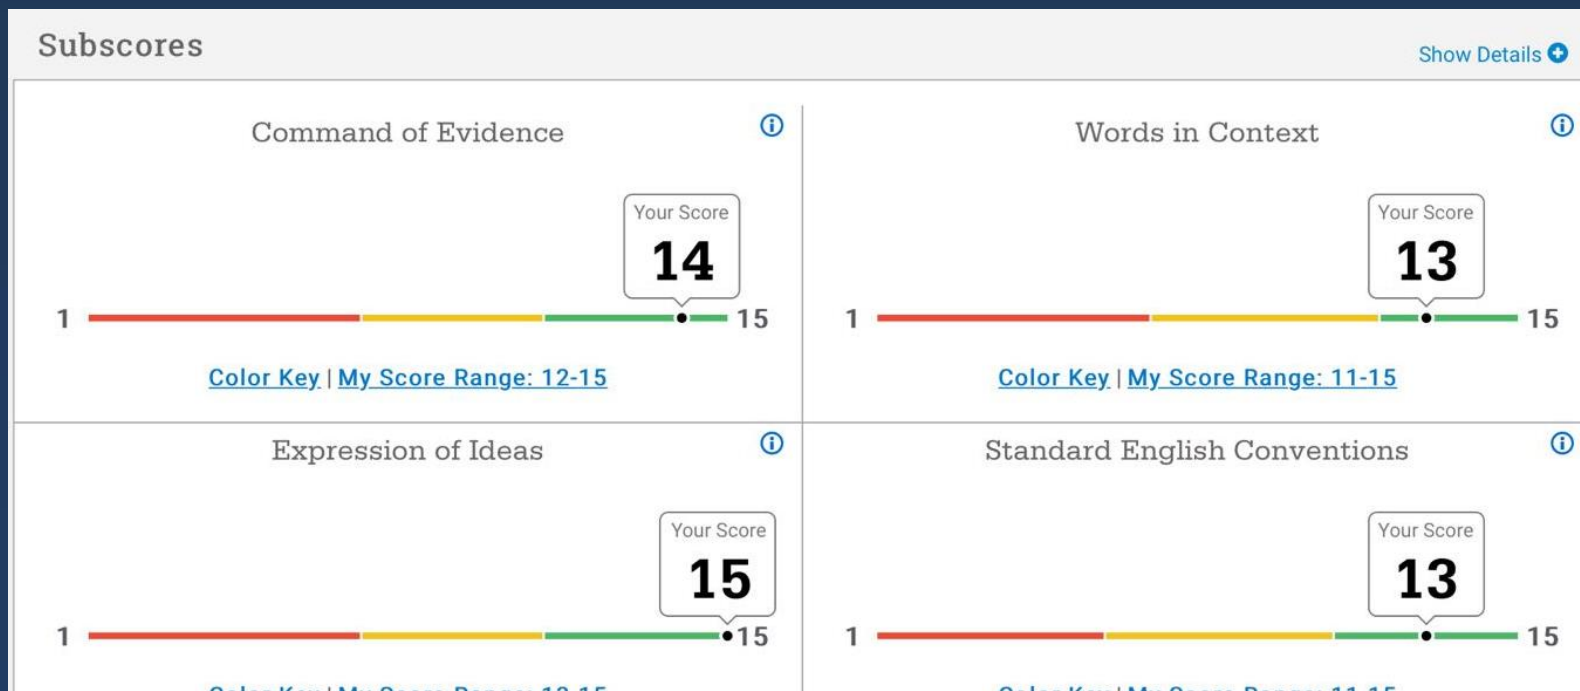 Subscores
Show Details
Command of Evidence
Your Score
14
1
15
Color Key | My Score Range: 12-15
Words in Context
Your Score
13
1
15
Color Key | My Score Range: 11-15
Expression of Ideas
Your Score
15
1
15
Standard English Conventions
Your Score
13
1
15